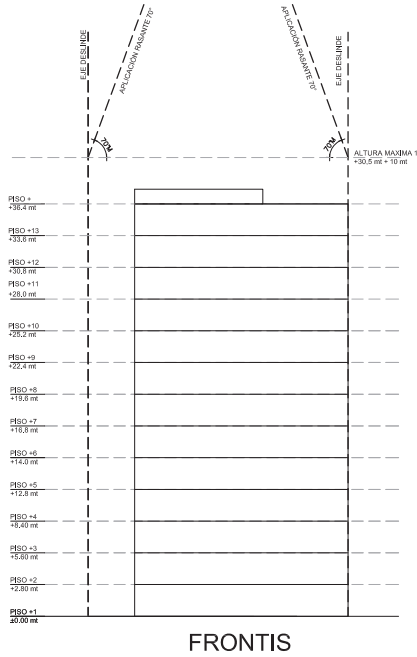 EJE DESLINDE
APLICACIÓN RASANTE 70°
APLICACIÓN RASANTE 70°
EJE DESLINDE
70°M
70°M
ALTURA MAXIMA 1
+30,5 mt + 10 mt
PISO +
+36.4 mt
PISO +13
+33,6 mt
PISO +12
+30,8 mt
PISO +11
+28,0 mt
PISO +10
+25,2 mt
PISO +9
+22,4 mt
PISO +8
+19,6 mt
PISO +7
+16,8 mt
PISO +6
+14.0 mt
PISO +5
+12.8 mt
PISO +4
+8,40 mt
PISO +3
+5.60 mt
PISO +2
+2.80 mt
PISO +1
±0.00 mt
FRONTIS